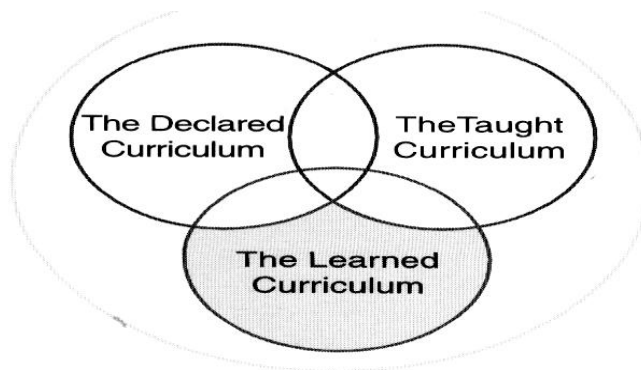 The Declared
Curriculum
TheTaught
Curriculum
The Learned
Curriculum